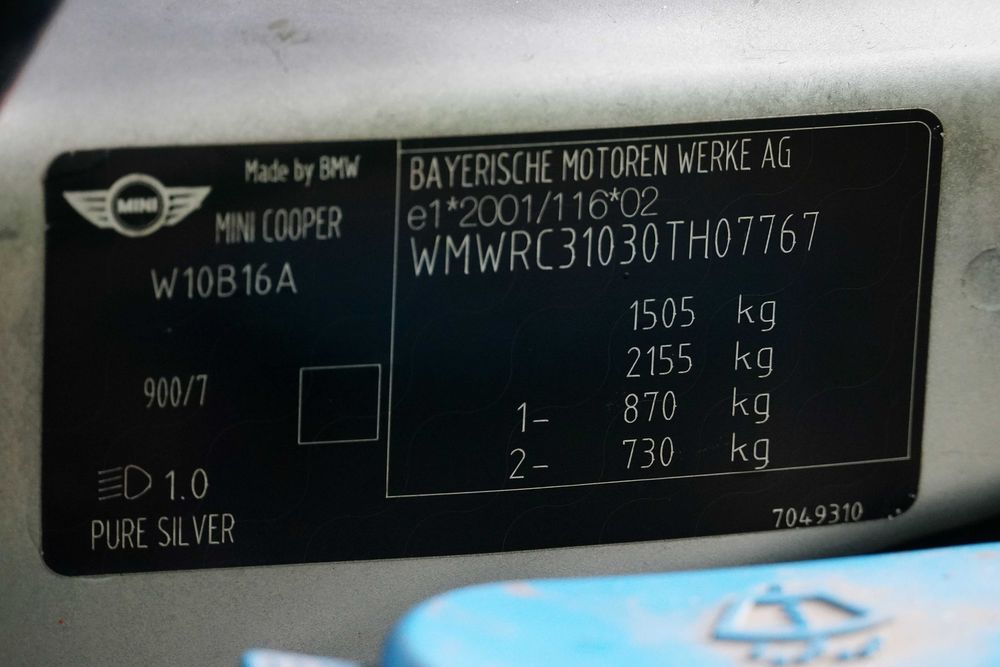 Made by BMW
MINI
MINI COOPER
W10B16A
900/7
1.0
PURE SILVER
BAYERISCHE MOTOREN WERKE AG
e1*2001/116*02
WMWRC31030TH07767
1505 kg
2155 kg
1- 870 kg
2- 730 kg
7049310